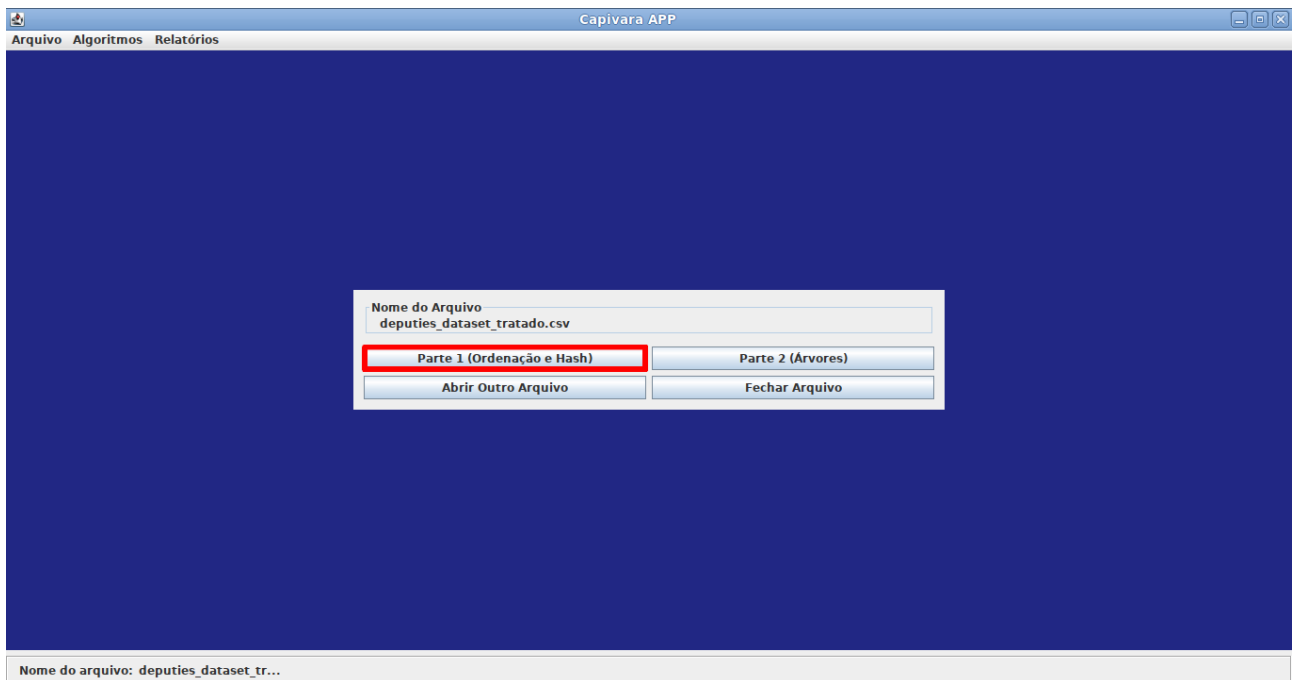 Capivara APP
Arquivo Algoritmos Relatórios
Nome do Arquivo
deputies_dataset_tratado.csv
Parte 1 (Ordenação e Hash) Parte 2 (Árvores)
Abrir Outro Arquivo Fechar Arquivo
Nome do arquivo: deputies_dataset_tr...